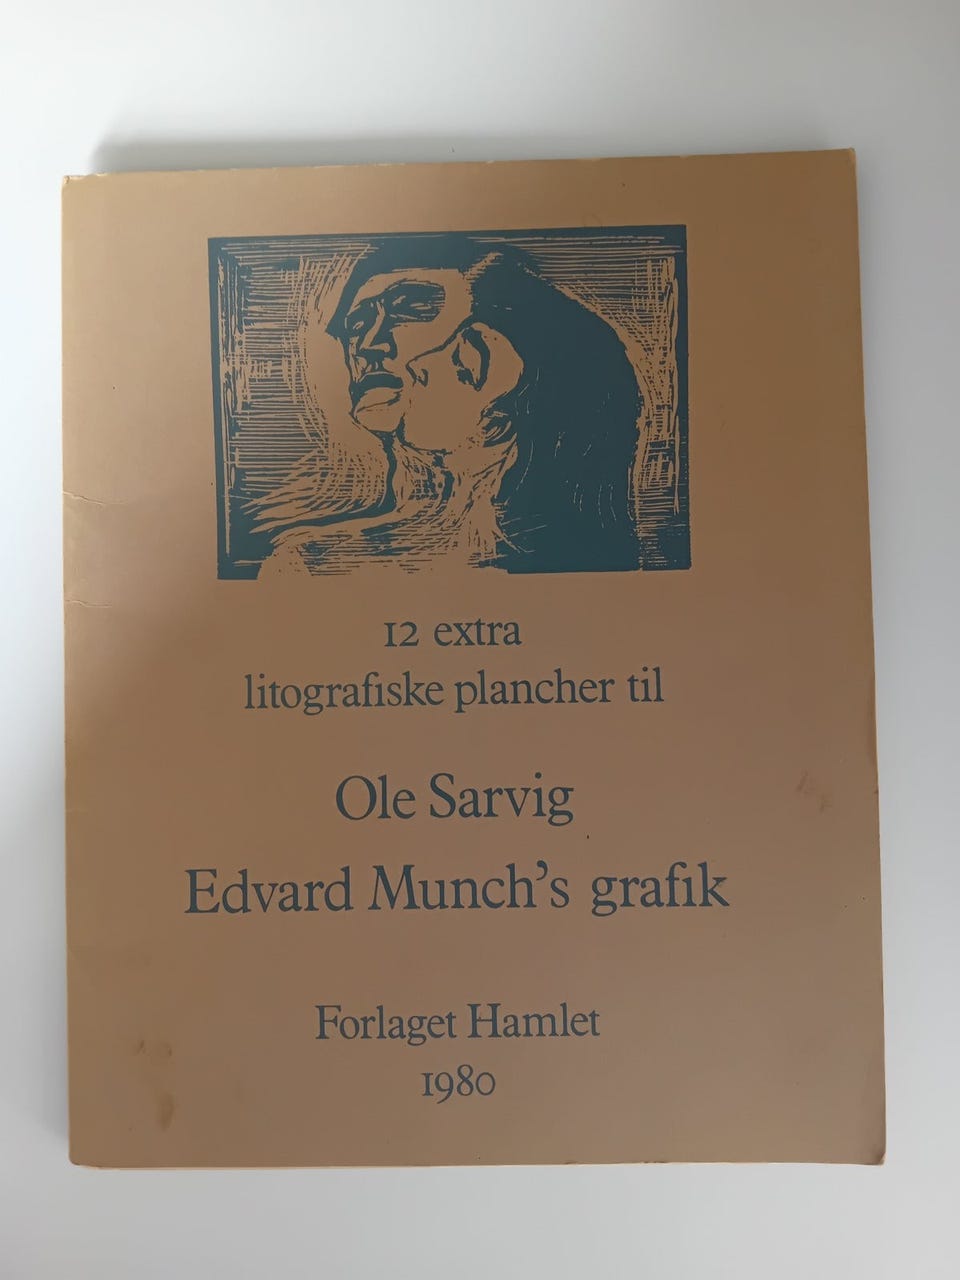 12 extra
litografiske plancher til
Ole Sarvig
Edvard Munch's grafik
Forlaget Hamlet
1980